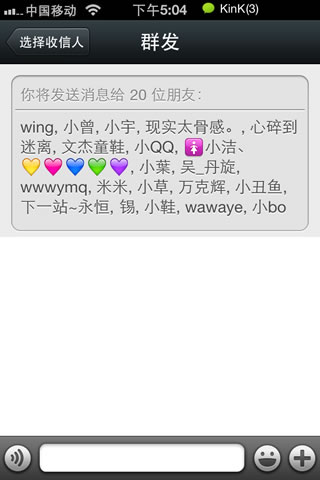 中国移动 下午5:04 KinK(3)
选择收信人 群发
你将发送消息给 20 位朋友:
wing, 小曾, 小宇, 现实太骨感。, 心碎到
迷离, 文杰童鞋, 小QQ, 🚺小洁、
💛💗💙💚💜, 小葉, 吴_丹旋,
wwwymq, 米米, 小草, 万克辉, 小丑鱼,
下一站~永恒, 锡, 小鞋, wawaye, 小bo